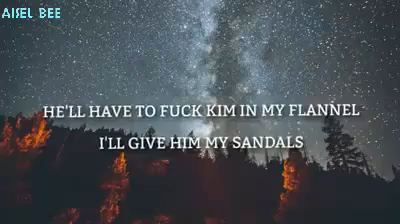 AISEL BEE
HE'LL HAVE TO FUCK KIM IN MY FLANNEL
I'LL GIVE HIM MY SANDALS